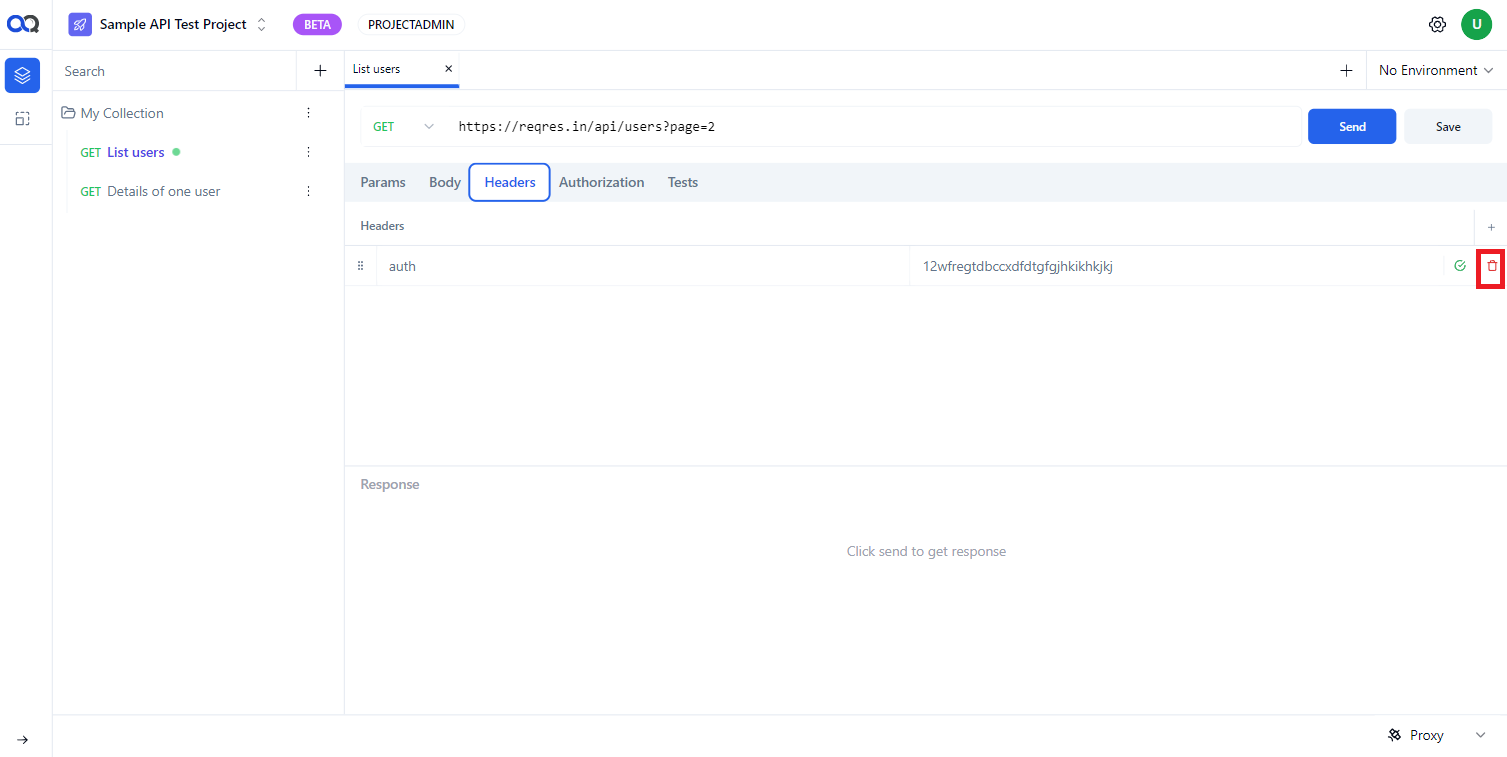 Sample API Test Project BETA PROJECTADMIN U
Search
List users
No Environment
My Collection
GET List users
GET Details of one user
GET https://reqres.in/api/users?page=2 Send Save
Params Body Headers Authorization Tests
Headers
auth 12wfregtdbccxdfdtgfgjhkikhkjkj
Response
Click send to get response
Proxy